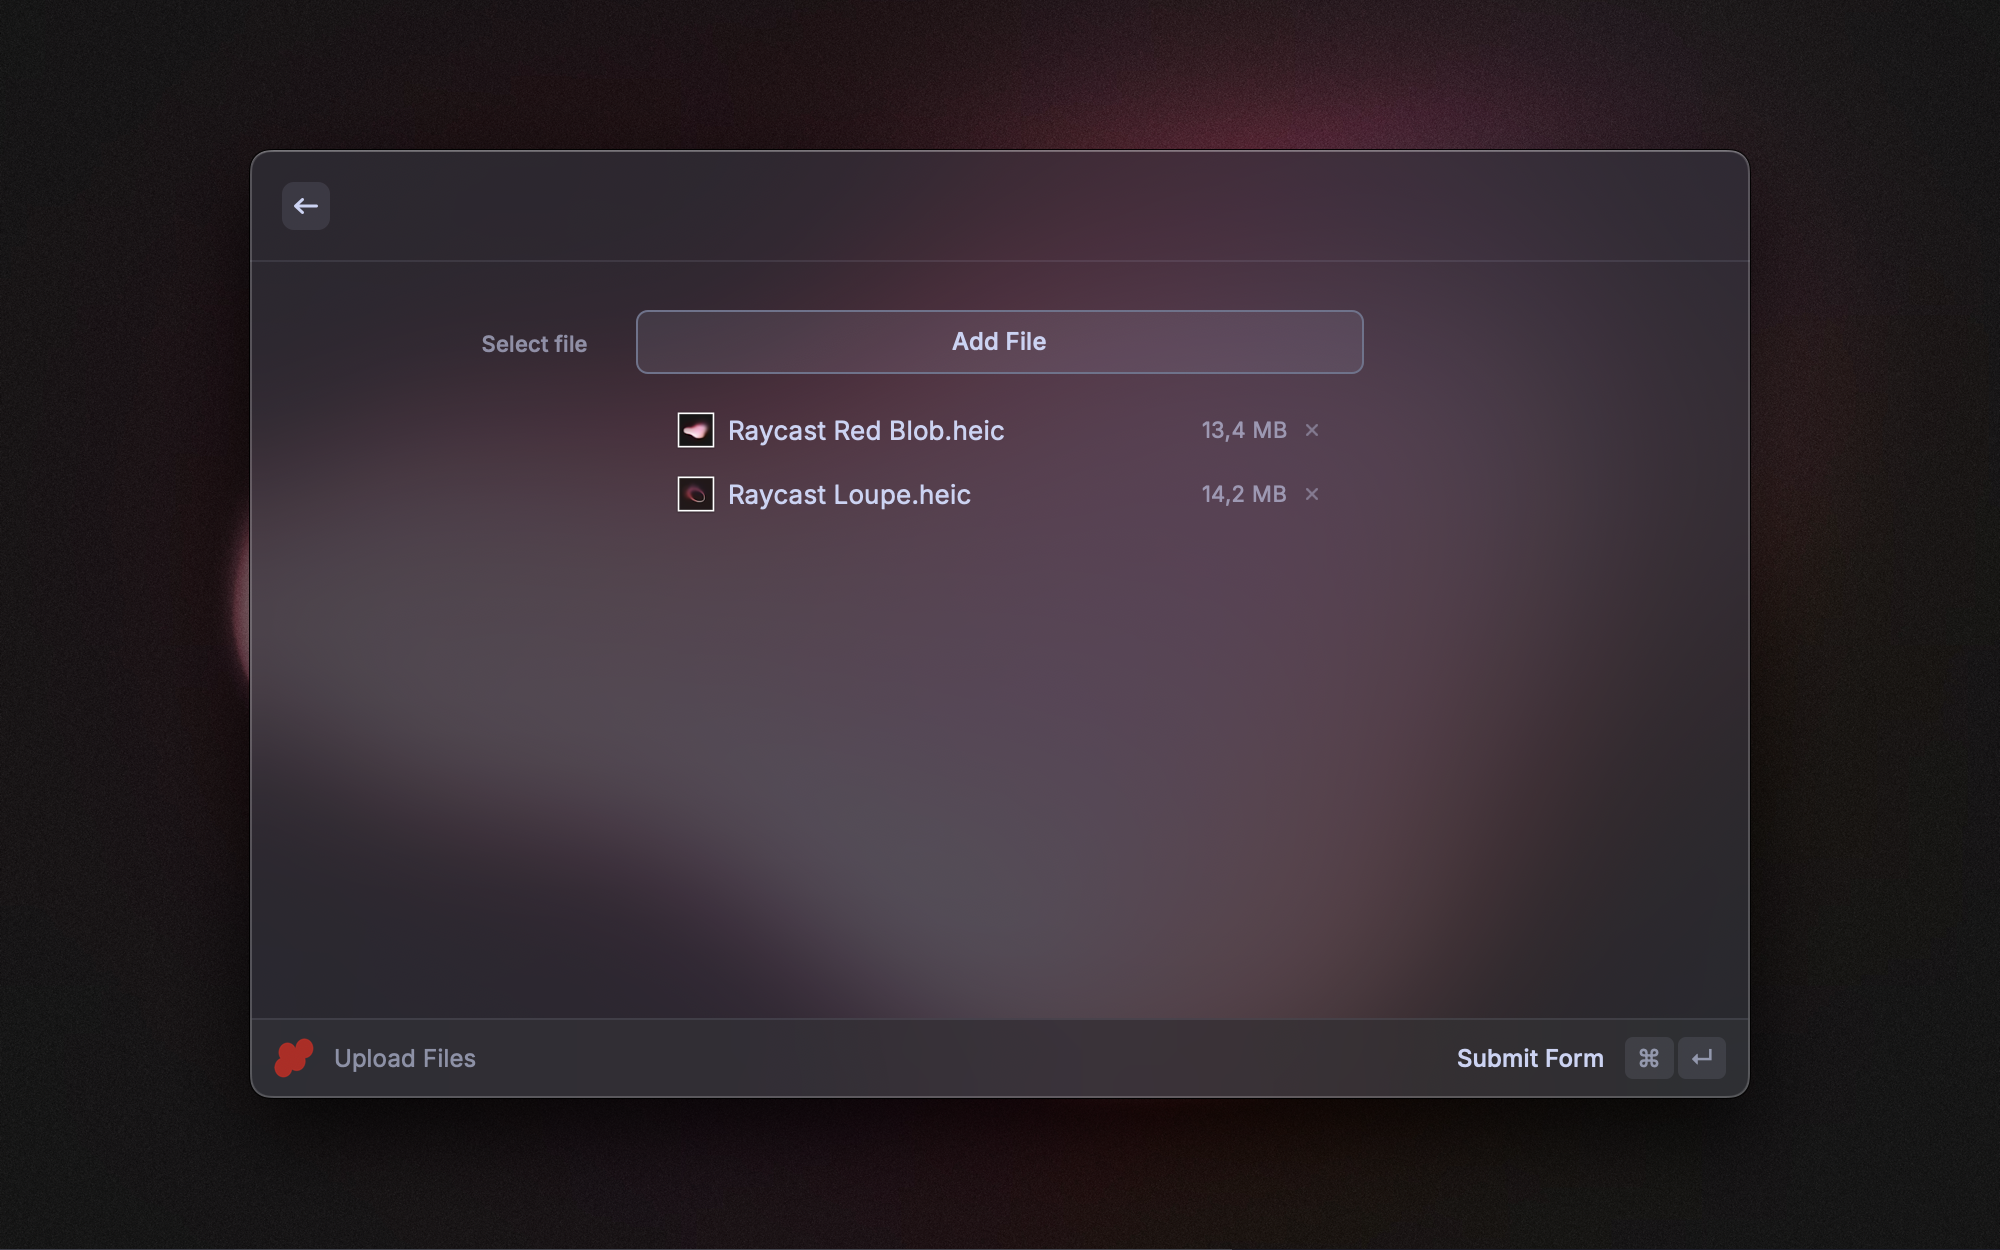 Select file
Add File
Raycast Red Blob.heic 13,4 MB ×
Raycast Loupe.heic 14,2 MB ×
Upload Files
Submit Form ⌘ ↵